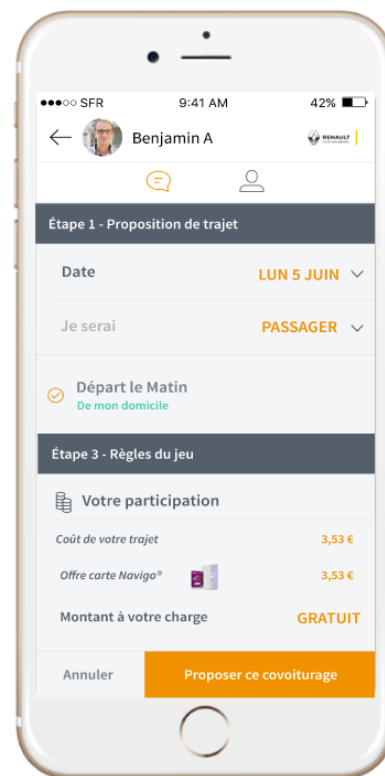 SFR 9:41 AM 42%
Benjamin A RENAULT
Étape 1 - Proposition de trajet
Date LUN 5 JUIN
Je serai PASSAGER
Départ le Matin
De mon domicile
Étape 3 - Règles du jeu
Votre participation
Coût de votre trajet 3,53 €
Offre carte Navigo® 3,53 €
Montant à votre charge GRATUIT
Annuler Proposer ce covoiturage